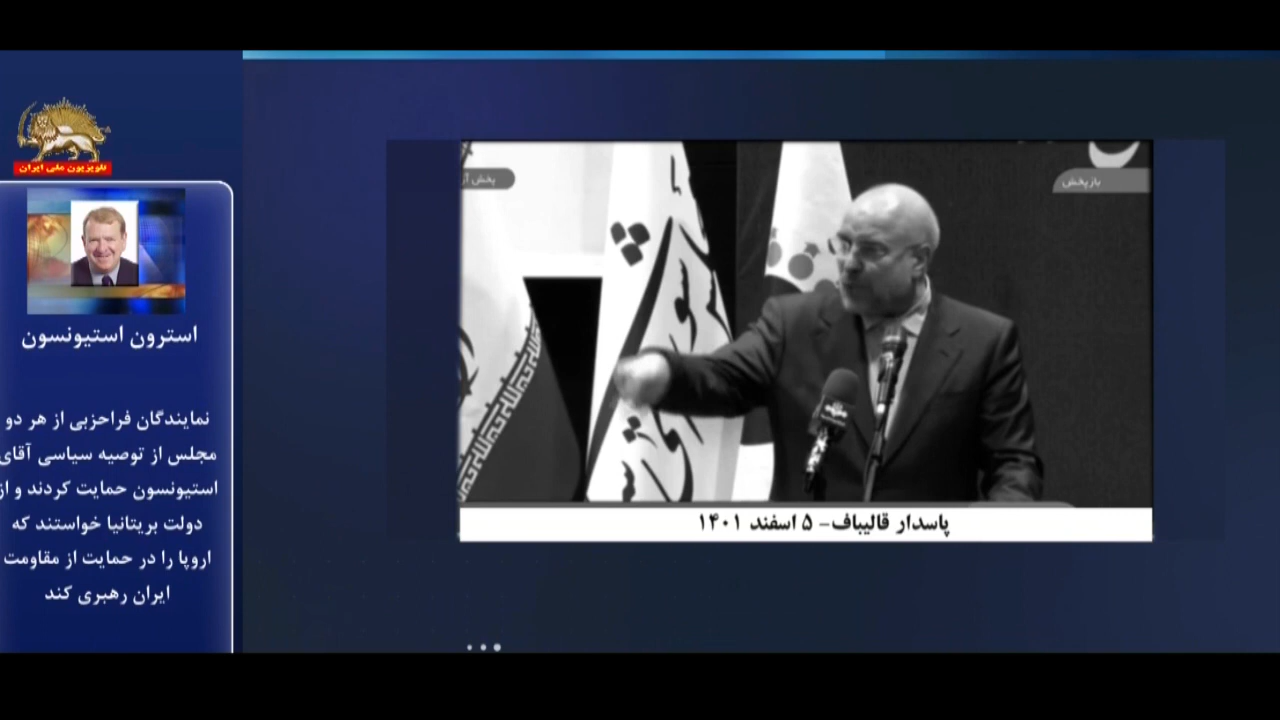 تلویزیون ملی ایران
استرون استیونسون
نمایندگان فراحزبی از هر دو
مجلس از توصیه سیاسی آقای
استیونسون حمایت کردند و از
دولت بریتانیا خواستند که
اروپا را در حمایت از مقاومت
ایران رهبری کند
بازپخش
پخش
پاسدار قالیباف- ۵ اسفند ۱۴۰۱